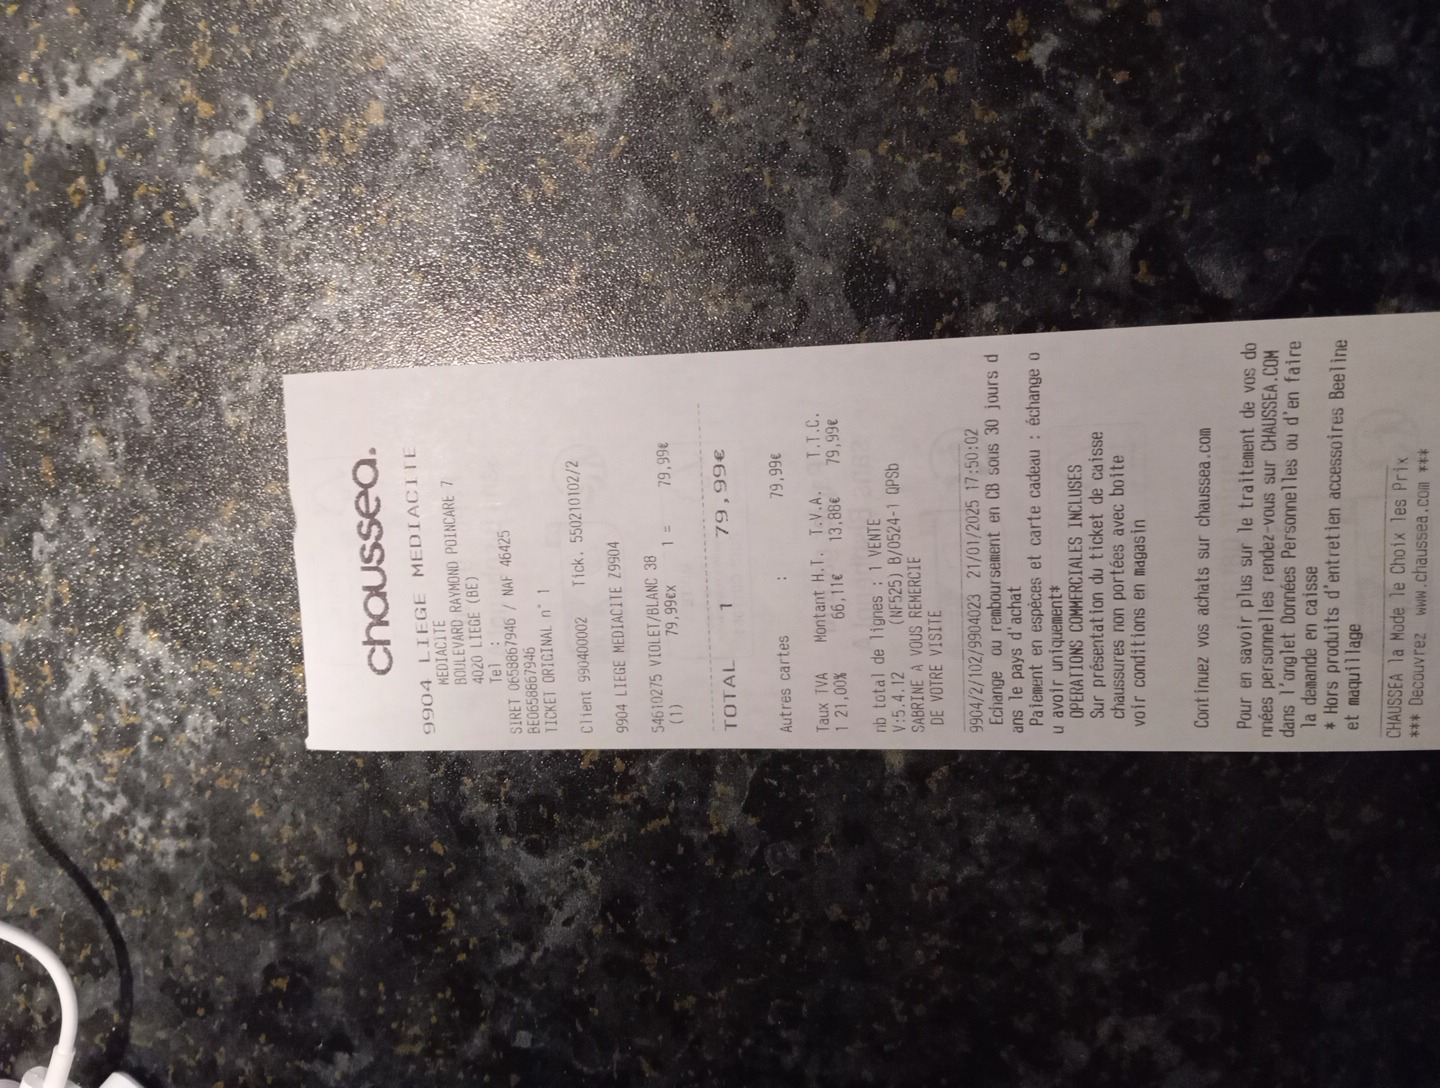 chaussea.
9904 LIEGE MEDIACITE
MEDIACITE
BOULEVARD RAYMOND POINCARE 7
4020 LIEGE (BE)
Tel :
SIRET 0658867946 / NAF 46425
BE0658867946
TICKET ORIGINAL n° 1
Client 990400002 Tick. 550210102/2
9904 LIEGE MEDIACITE Z9904
54610275 VIOLET/BLANC 38
(1) 79,99€x 1 = 79,99€
TOTAL 1 79,99€
Autres cartes : 79,99€
Taux TVA Montant H.T. T.V.A. T.T.C.
1 21,00% 66,11€ 13,88€ 79,99€
nb total de lignes : 1 VENTE
V:5.4.12 (NF525) B/0524-1 QPSb
SABRINE A VOUS REMERCIE
DE VOTRE VISITE
9904/2/102/9904023 21/01/2025 17:50:02
Echange ou remboursement en CB sous 30 jours d
ans le pays d'achat
Paiement en espèces et carte cadeau : échange o
u avoir uniquement*
OPERATIONS COMMERCIALES INCLUSES
Sur présentation du ticket de caisse
chaussures non portées avec boite
voir conditions en magasin
Continuez vos achats sur chaussea.com
Pour en savoir plus sur le traitement de vos do
nnées personnelles rendez-vous sur CHAUSSEA.COM
dans l'onglet Données Personnelles ou d'en faire
la demande en caisse
* Hors produits d'entretien accessoires Beeline
et maquillage
CHAUSSEA la Mode le Choix les Prix
*** Decouvrez www.chaussea.com ***